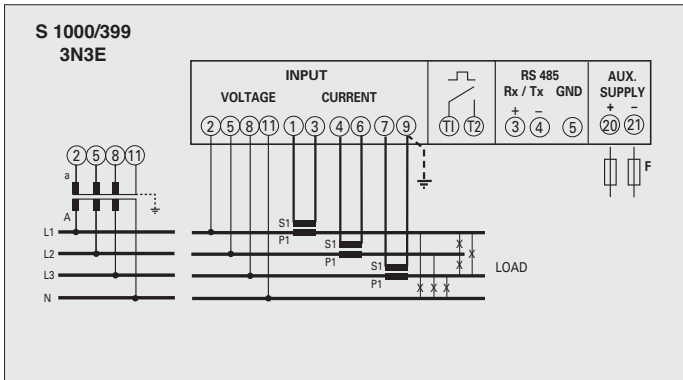 S 1000/399
3N3E
INPUT
VOLTAGE CURRENT
2 5 8 11 1 3 4 6 7 9
T1 T2
RS 485
Rx / Tx GND
+ –
3 4 5
AUX.
SUPPLY
+ –
20 21
F
2 5 8 11
a
A
L1
L2
L3
N
S1
P1
S1
P1
S1
P1
x
x x
x x x
LOAD